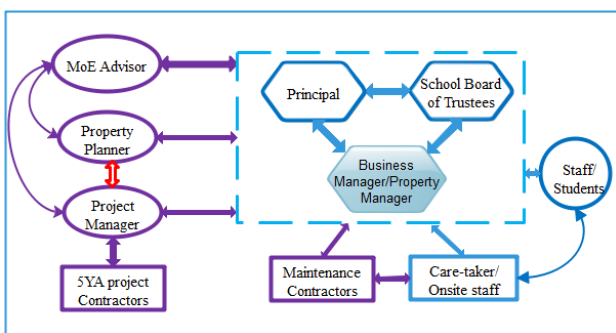 MoE Advisor
Property
Planner
Project
Manager
5YA project
Contractors
Principal
School Board
of Trustees
Business
Manager/Property
Manager
Maintenance
Contractors
Care-taker/
Onsite staff
Staff/
Students